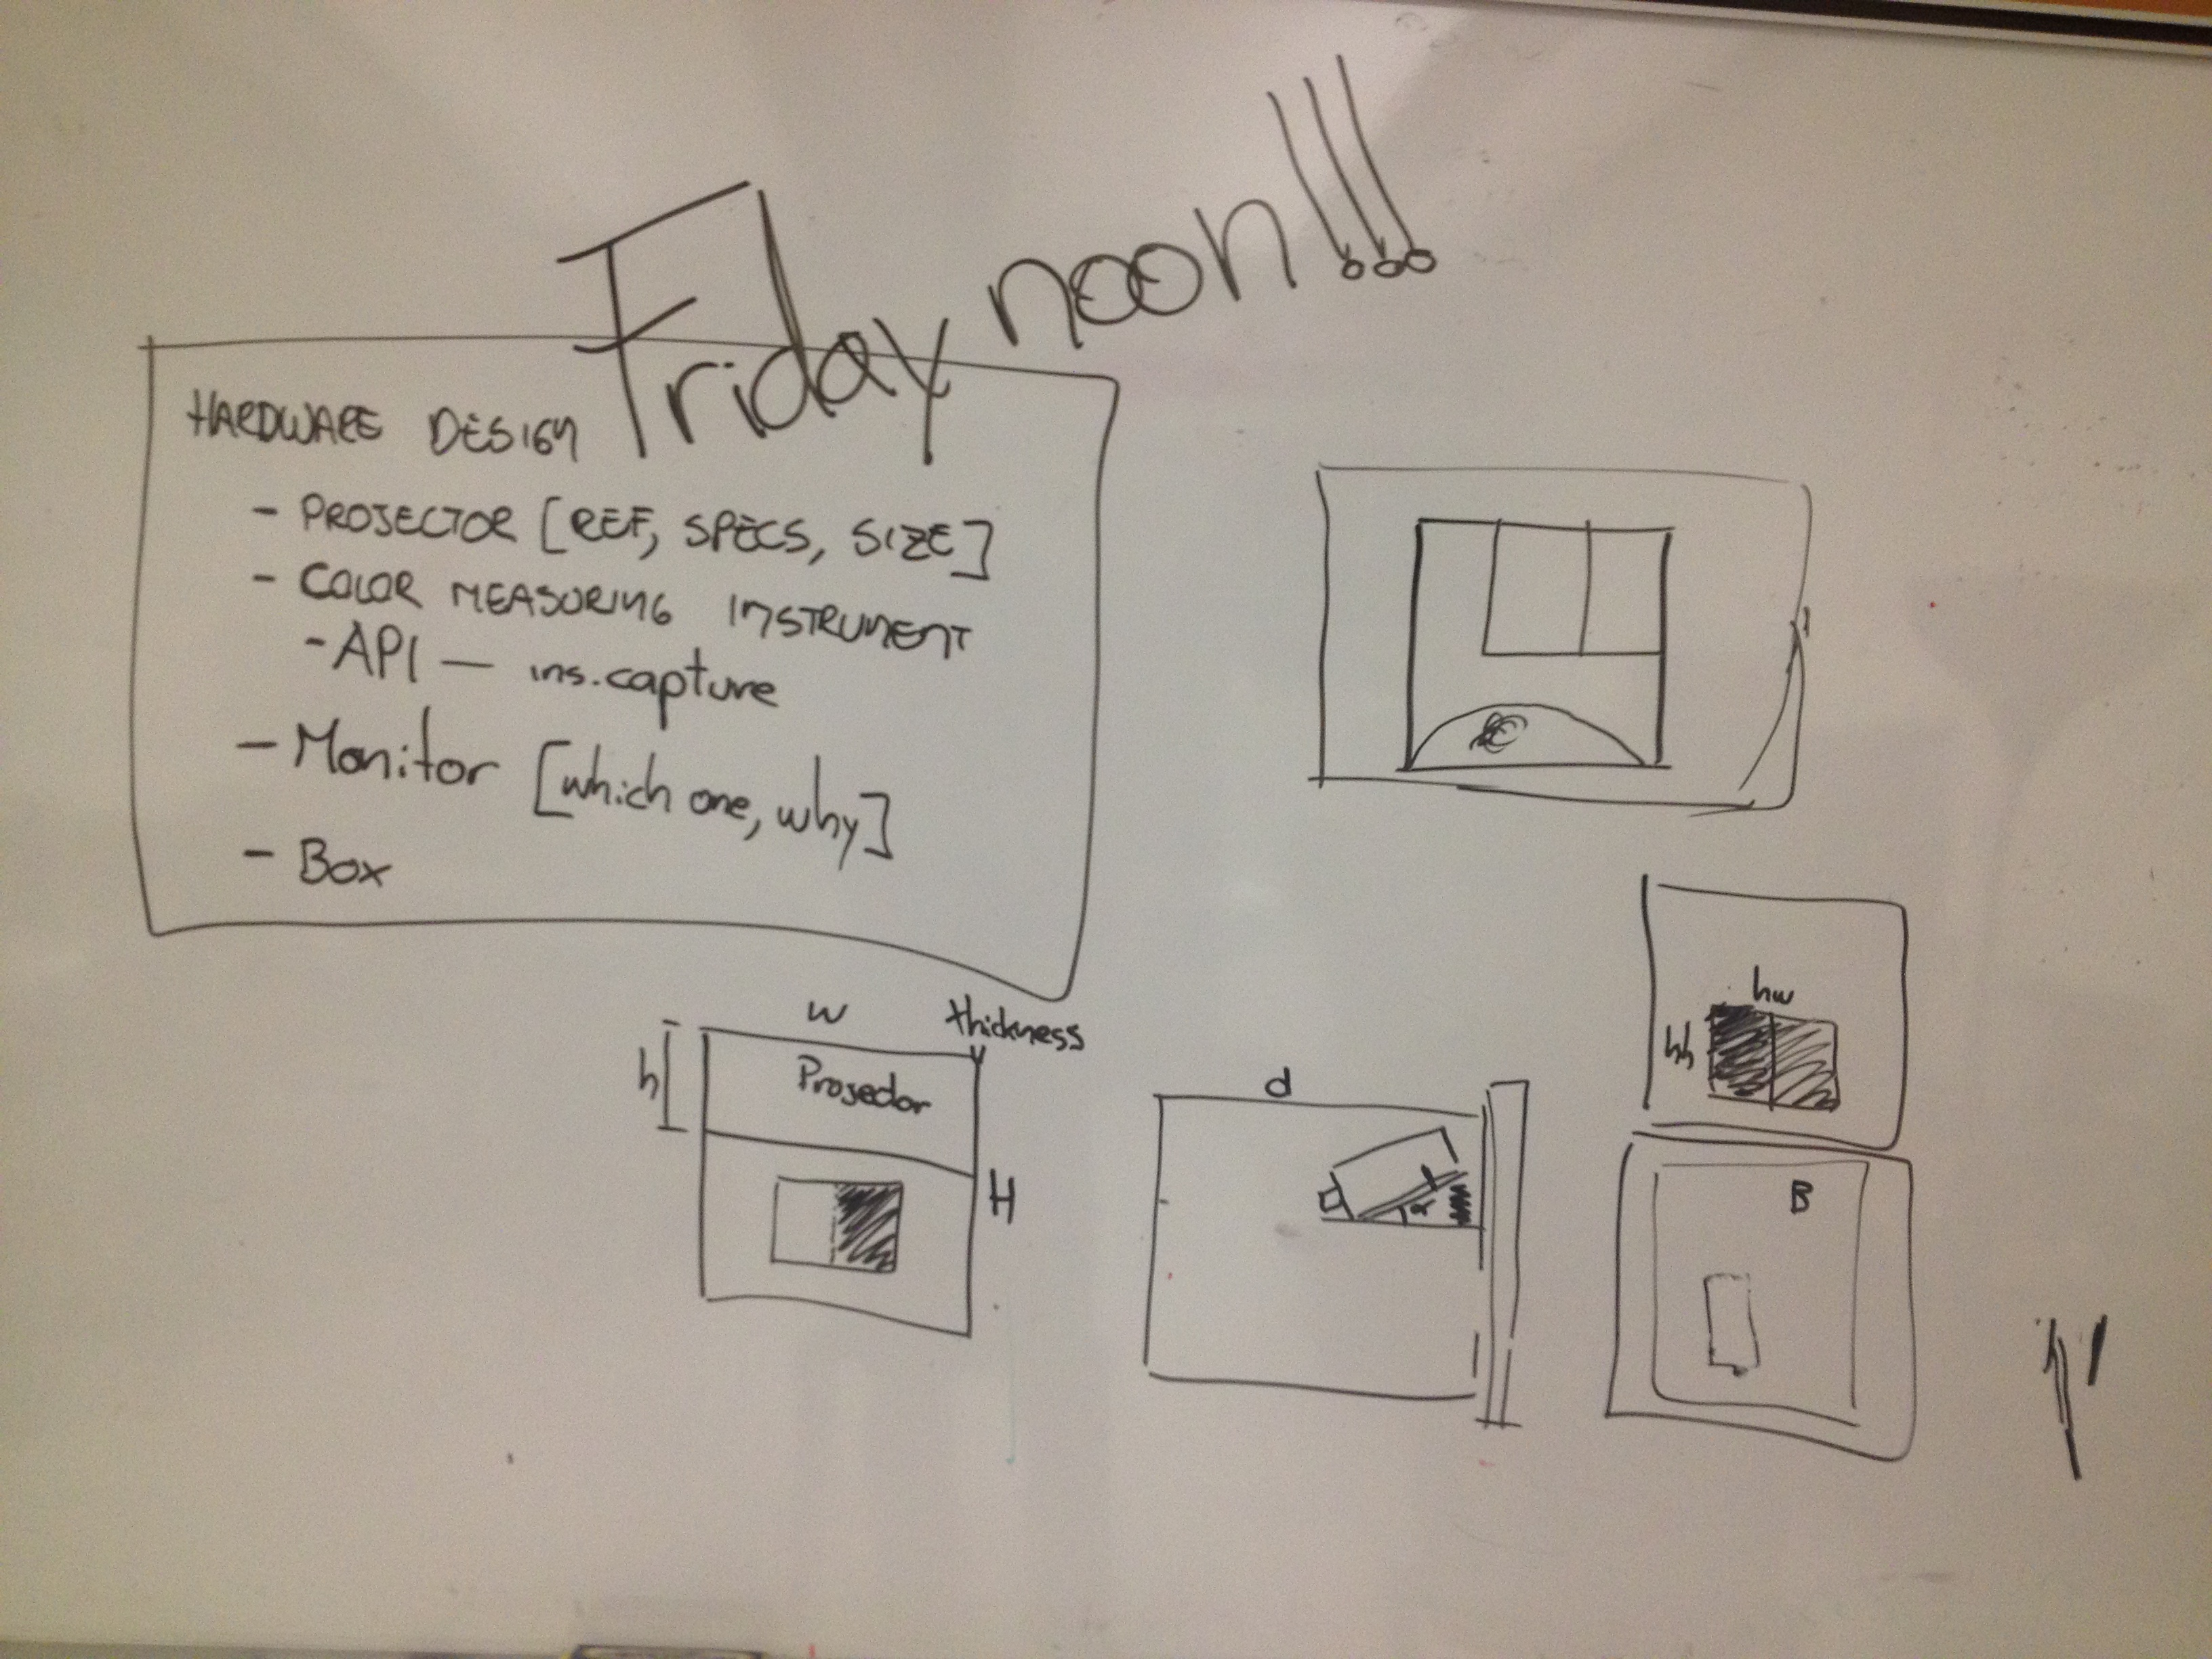 Friday noon!!!
HARDWARE DESIGN
- PROJECTOR [REF, SPECS, SIZE]
- COLOR MEASURING INSTRUMENT
- API — ins.capture
- Monitor [which one, why]
- Box
w
thickness
h
Projector
H
d
α
hw
hh
B